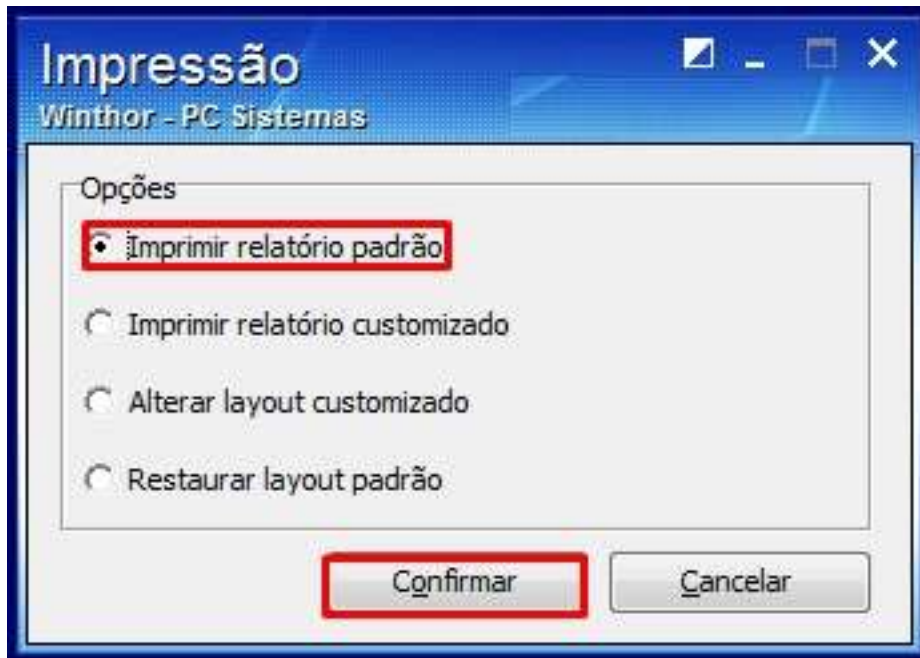 Impressão
Winthor - PC Sistemas
Opções
Imprimir relatório padrão
Imprimir relatório customizado
Alterar layout customizado
Restaurar layout padrão
Confirmar Cancelar